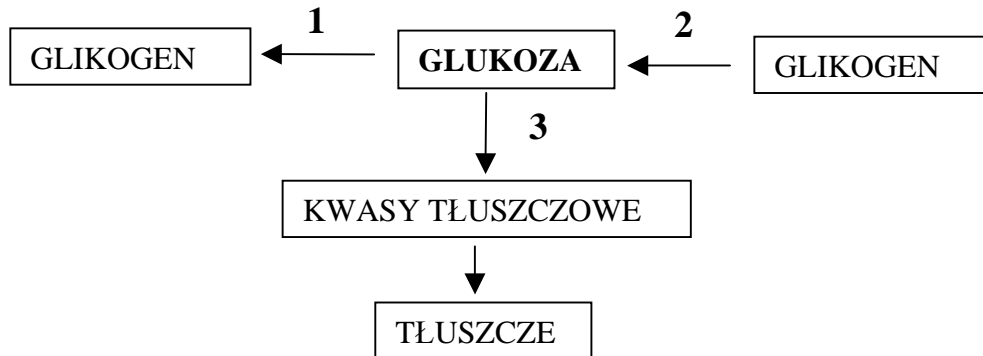 1
2
GLIKOGEN
GLUKOZA
GLIKOGEN
3
KWASY TŁUSZCZOWE
TŁUSZCZE